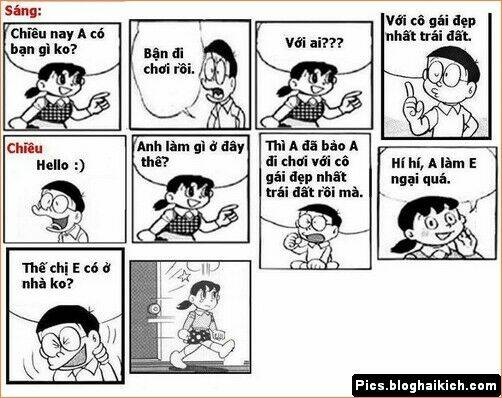 Sáng:
Chiều nay A có
bạn gì ko?
Bận đi
chơi rồi.
Với ai???
Với cô gái đẹp
nhất trái đất.
Chiều
Hello :)
Anh làm gì ở đây
thế?
Thì A đã bảo A
đi chơi với cô
gái đẹp nhất
trái đất rồi mà.
Hí hí, A làm E
ngại quá.
Thế chị E có ở
nhà ko?
Pics.bloghaikich.com